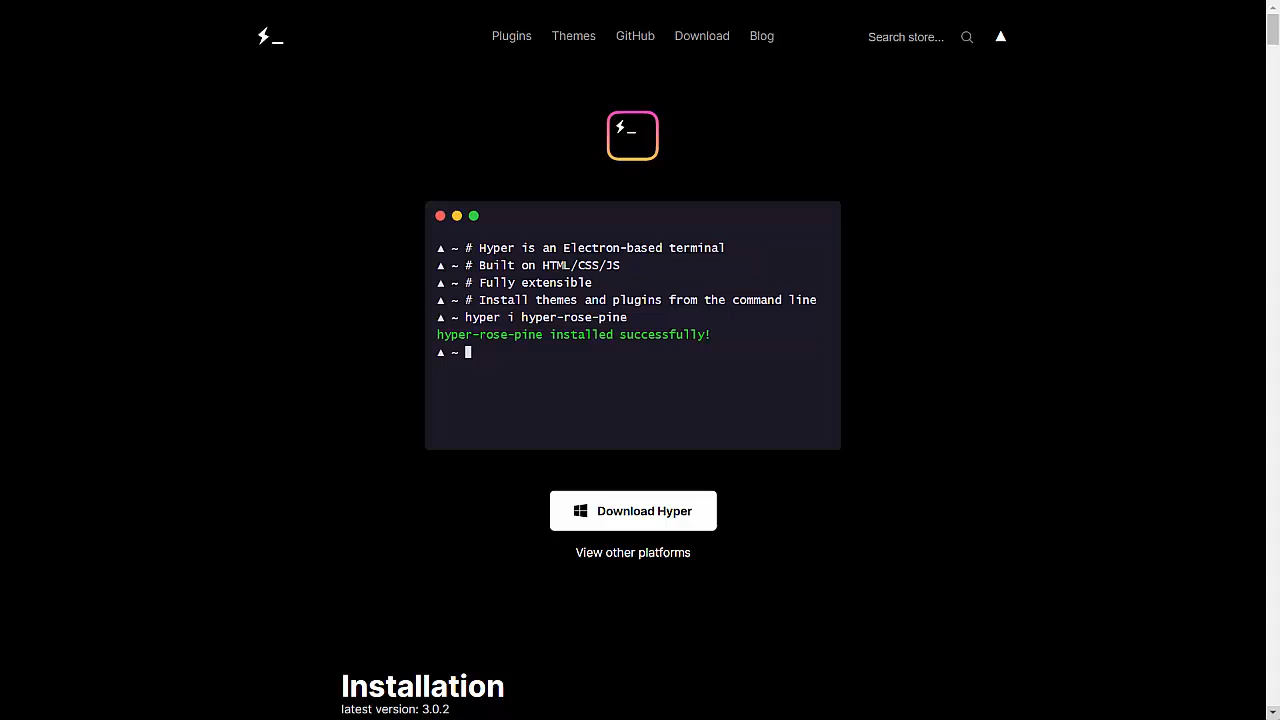 Plugins Themes GitHub Download Blog Search store...
▲ ~ # Hyper is an Electron-based terminal
▲ ~ # Built on HTML/CSS/JS
▲ ~ # Fully extensible
▲ ~ # Install themes and plugins from the command line
▲ ~ hyper i hyper-rose-pine
hyper-rose-pine installed successfully!
▲ ~
Download Hyper
View other platforms
Installation
latest version: 3.0.2